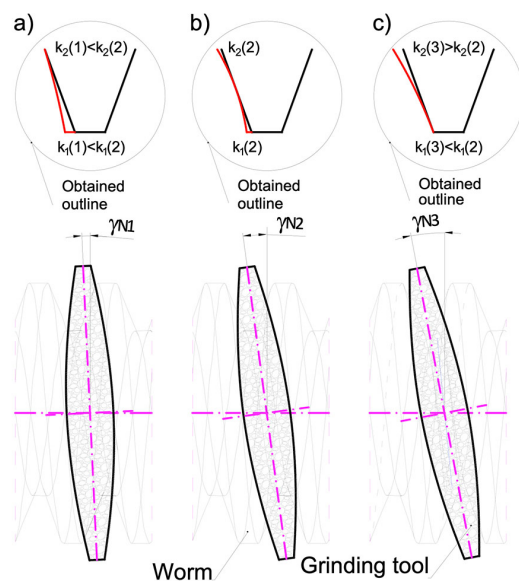 a)
b)
c)
k₂(1)<k₂(2)
k₂(2)
k₂(3)>k₂(2)
k₁(1)<k₁(2)
k₁(2)
k₁(3)<k₁(2)
Obtained
outline
Obtained
outline
Obtained
outline
γN1
γN2
γN3
Worm
Grinding tool